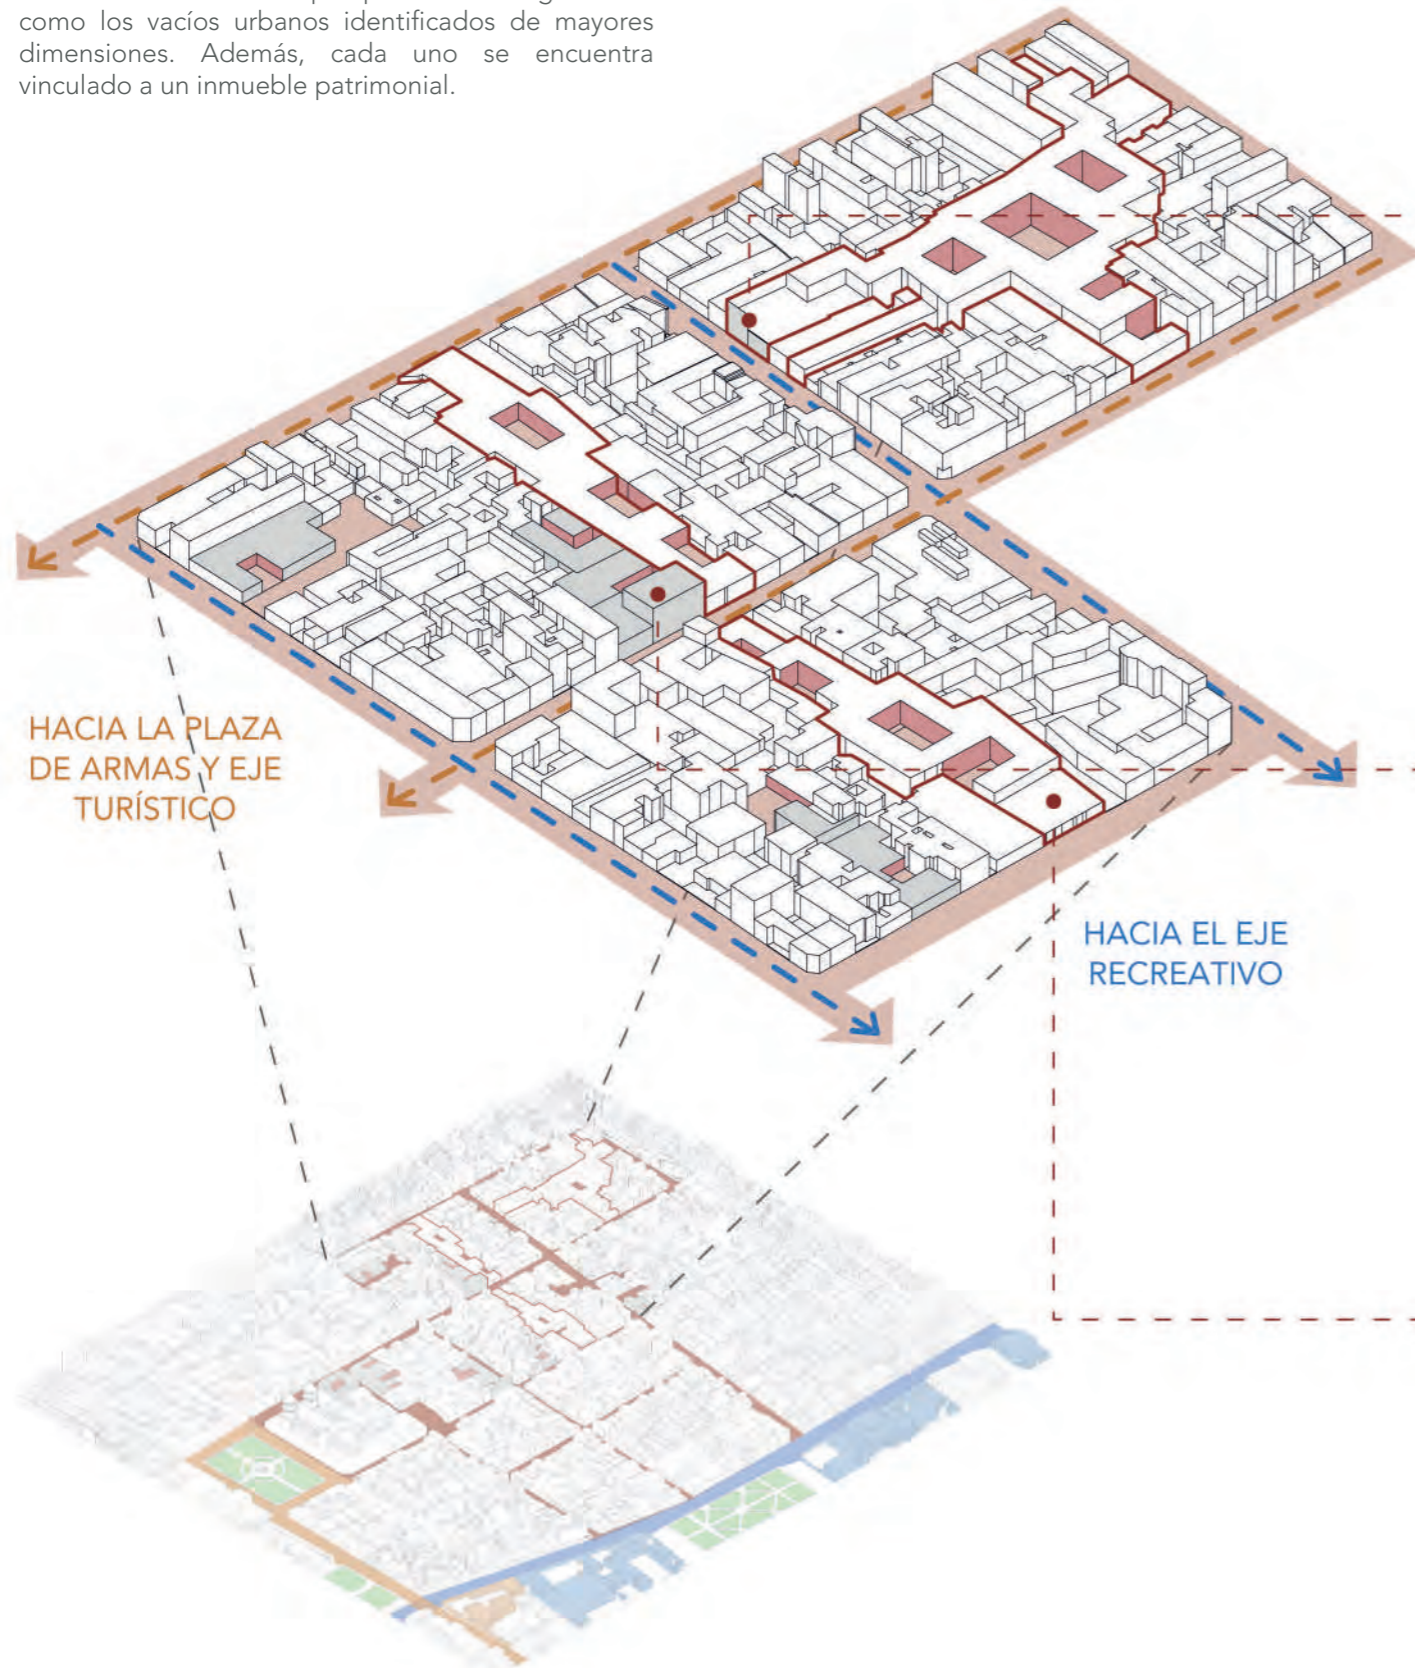 como los vacíos urbanos identificados de mayores
dimensiones. Además, cada uno se encuentra
vinculado a un inmueble patrimonial.
HACIA LA PLAZA
DE ARMAS Y EJE
TURÍSTICO
HACIA EL EJE
RECREATIVO